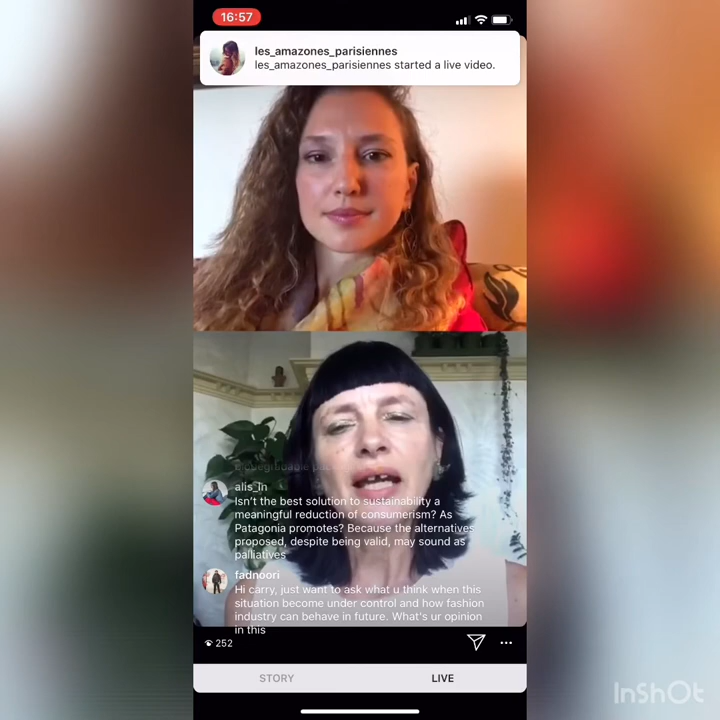 16:57
les_amazones_parisiennes
les_amazones_parisiennes started a live video.
alis_in
Isn't the best solution to sustainability a
meaningful reduction of consumerism? As
Patagonia promotes? Because the alternatives
proposed, despite being valid, may sound as
palliatives
fadnoori
Hi carry, just want to ask what u think when this
situation become under control and how fashion
industry can behave in future. What's ur opinion
in this
252
STORY
LIVE
InShOt